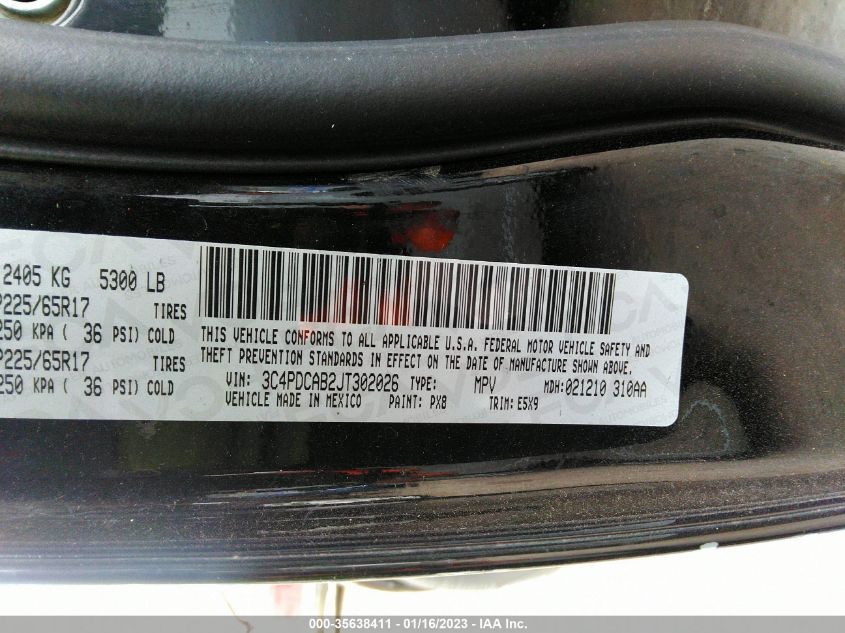 2405 KG 5300 LB
P225/65R17 TIRES
250 KPA ( 36 PSI) COLD
P225/65R17 TIRES
250 KPA ( 36 PSI) COLD
THIS VEHICLE CONFORMS TO ALL APPLICABLE U.S.A. FEDERAL MOTOR VEHICLE SAFETY AND
THEFT PREVENTION STANDARDS IN EFFECT ON THE DATE OF MANUFACTURE SHOWN ABOVE.
VIN: 3C4PDCAB2JT302026 TYPE: MPV MDH:021210 310AA
VEHICLE MADE IN MEXICO PAINT: PX8 TRIM: E5X9
000-35638411 - 01/16/2023 - IAA Inc.